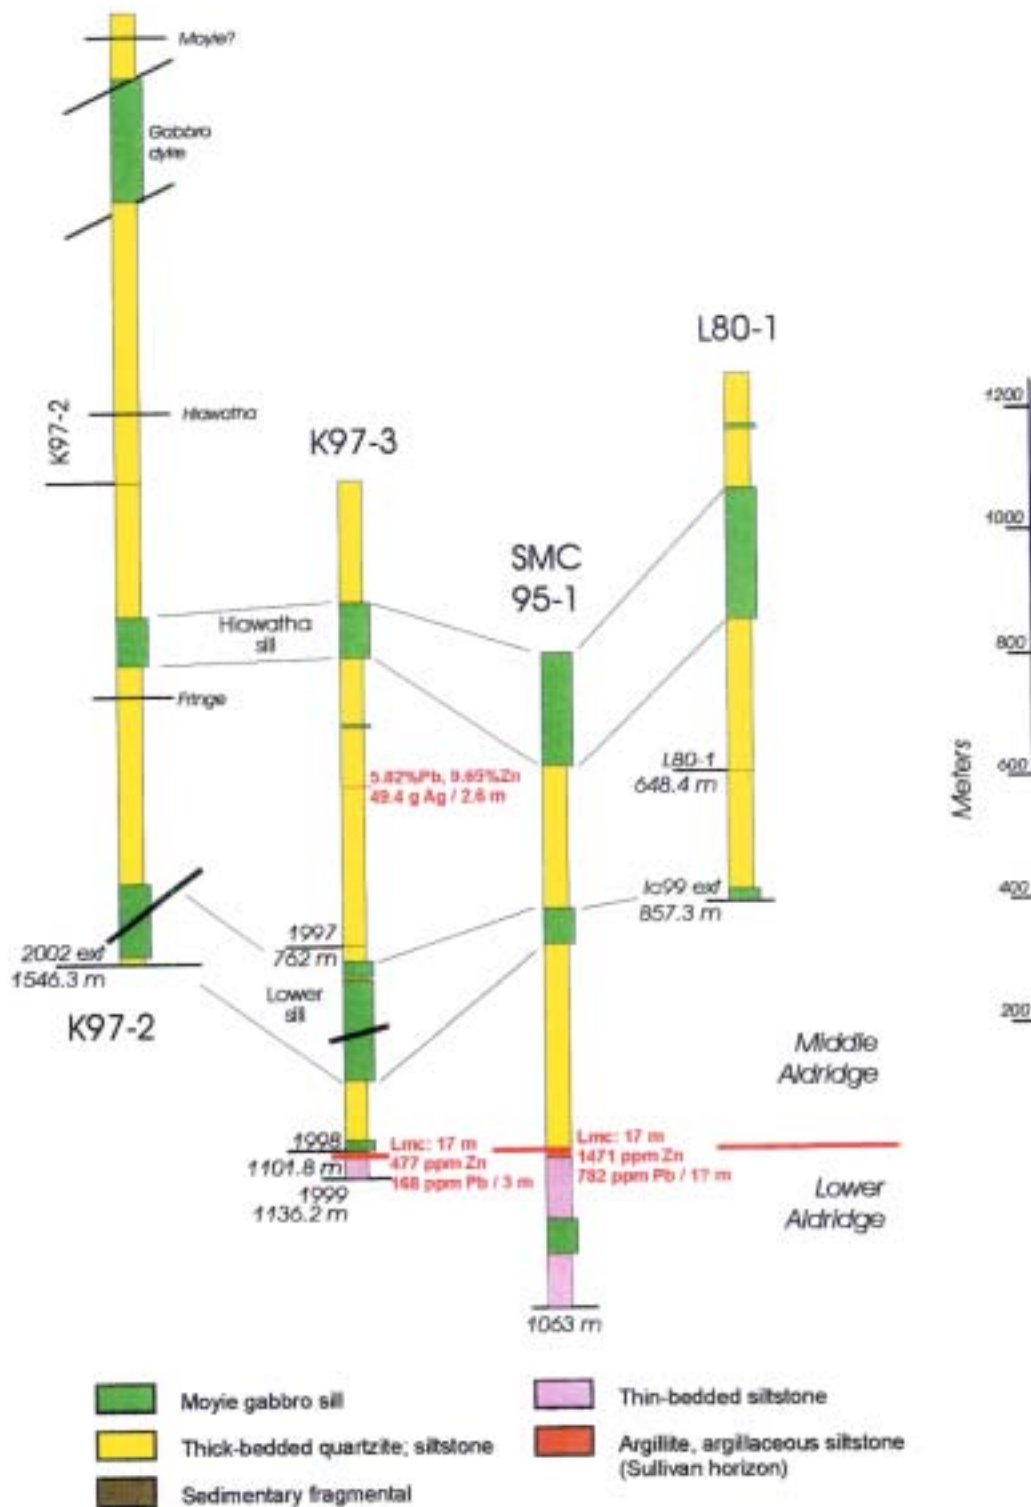 Moyie?
Gabbro
dyke
K97-2
Hiawatha
K97-3
L80-1
SMC
95-1
Hiawatha
sill
Fringe
5.82%Pb, 9.65%Zn
49.4 g Ag / 2.6 m
L80-1
648.4 m
1200
1000
800
600
400
200
Meters
2002 ext
1546.3 m
K97-2
1997
762 m
Lower
sill
857.3 m
Middle
Aldridge
1998
1101.8 m
1999
1136.2 m
Lmc: 17 m
477 ppm Zn
168 ppm Pb / 3 m
Lmc: 17 m
1471 ppm Zn
782 ppm Pb / 1? m
Lower
Aldridge
1063 m
Moyie gabbro sill
Thick-bedded quartzite; siltstone
Sedimentary fragmental
Thin-bedded siltstone
Argillite, argillaceous siltstone
(Sullivan horizon)